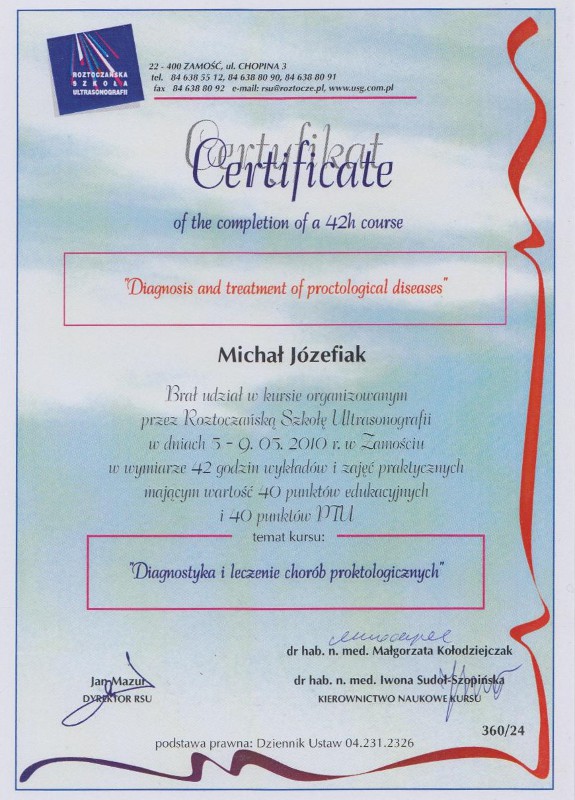 ROZTOCZAŃSKA
SZKOŁA
ULTRASONOGRAFII
22 - 400 ZAMOŚĆ, ul. CHOPINA 3
tel. 84 638 55 12, 84 638 80 90, 84 638 80 91
fax 84 638 80 92 e-mail: rsu@roztocze.pl, www.usg.com.pl
Certyfikat
Certificate
of the completion of a 42h course
"Diagnosis and treatment of proctological diseases"
Michał Józefiak
Brał udział w kursie organizowanym
przez Roztoczańską Szkołę Ultrasonografii
w dniach 5 - 9. 05. 2010 r. w Zamościu
w wymiarze 42 godzin wykładów i zajęć praktycznych
mającym wartość 40 punktów edukacyjnych
i 40 punktów PTU
temat kursu:
"Diagnostyka i leczenie chorób proktologicznych"
dr hab. n. med. Małgorzata Kołodziejczak
Jan Mazur
DYREKTOR RSU
dr hab. n. med. Iwona Sudoł-Szopińska
KIEROWNICTWO NAUKOWE KURSU
360/24
podstawa prawna: Dziennik Ustaw 04.231.2326